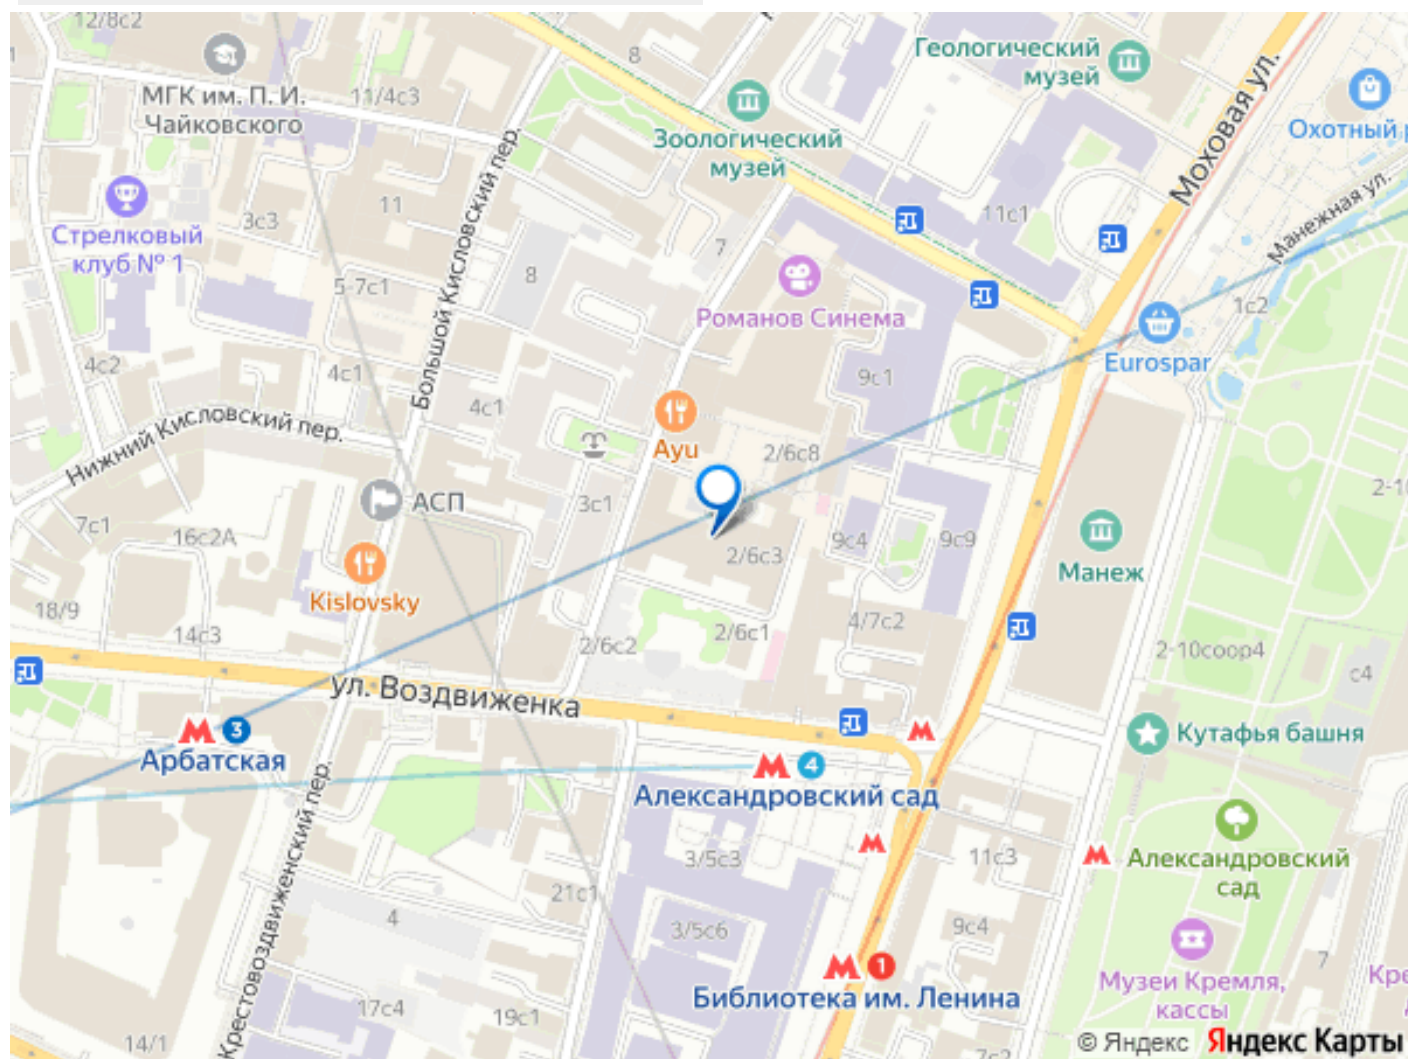 12/8с2
8
Геологический
музей
МГК им. П. И.
Чайковского
11/4с3
Зоологический
музей
Моховая ул.
Охотный р
Большой Кисловский пер.
11
3с3
11с1
Манежная ул.
Стрелковый
клуб № 1
7
8
5-7с1
Романов Синема
1с2
Eurospar
4с2
4с1
9с1
4с1
Нижний Кисловский пер.
Ayu
2/6с8
АСП
3с1
2-10
7с1
16с2А
9с4
9с9
2/6с3
Манеж
Kislovsky
18/9
14с3
2/6с1
4/7с2
2/6с2
2-10соор4
с4
ул. Воздвиженка
3
Арбатская
Кутафья башня
4
Александровский сад
Крестовоздвиженский пер.
3/5с3
11с3
Александровский
сад
21с1
4
3/5с6
9с4
1
Библиотека им. Ленина
Музеи Кремля,
кассы
7
Кре
17с4
19с1
14/1
7с2
© Яндекс Яндекс Карты